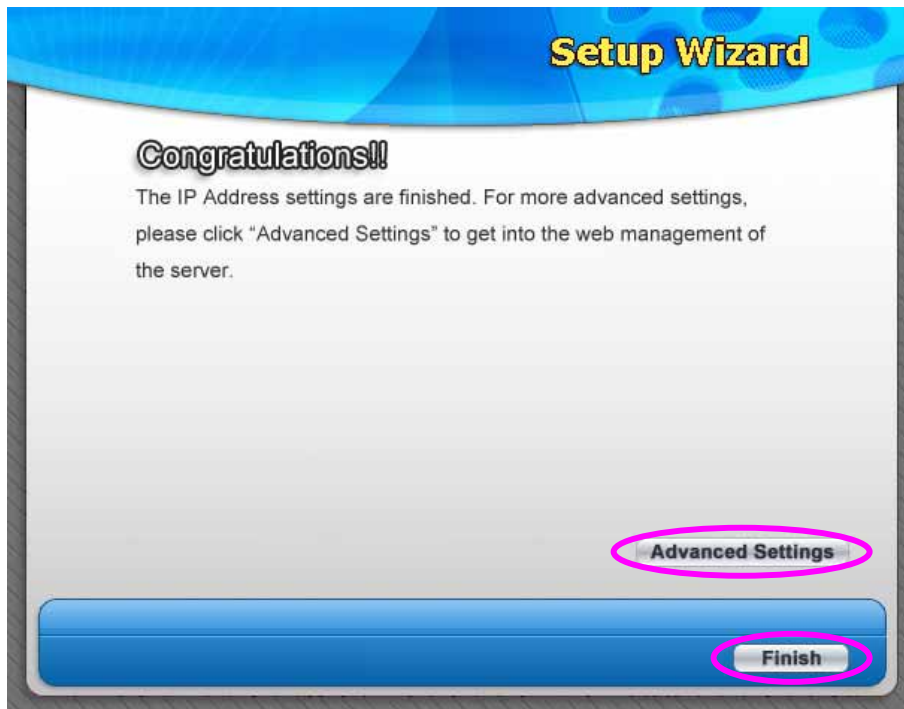 Setup Wizard
Congratulations!!
The IP Address settings are finished. For more advanced settings,
please click “Advanced Settings” to get into the web management of
the server.
Advanced Settings
Finish